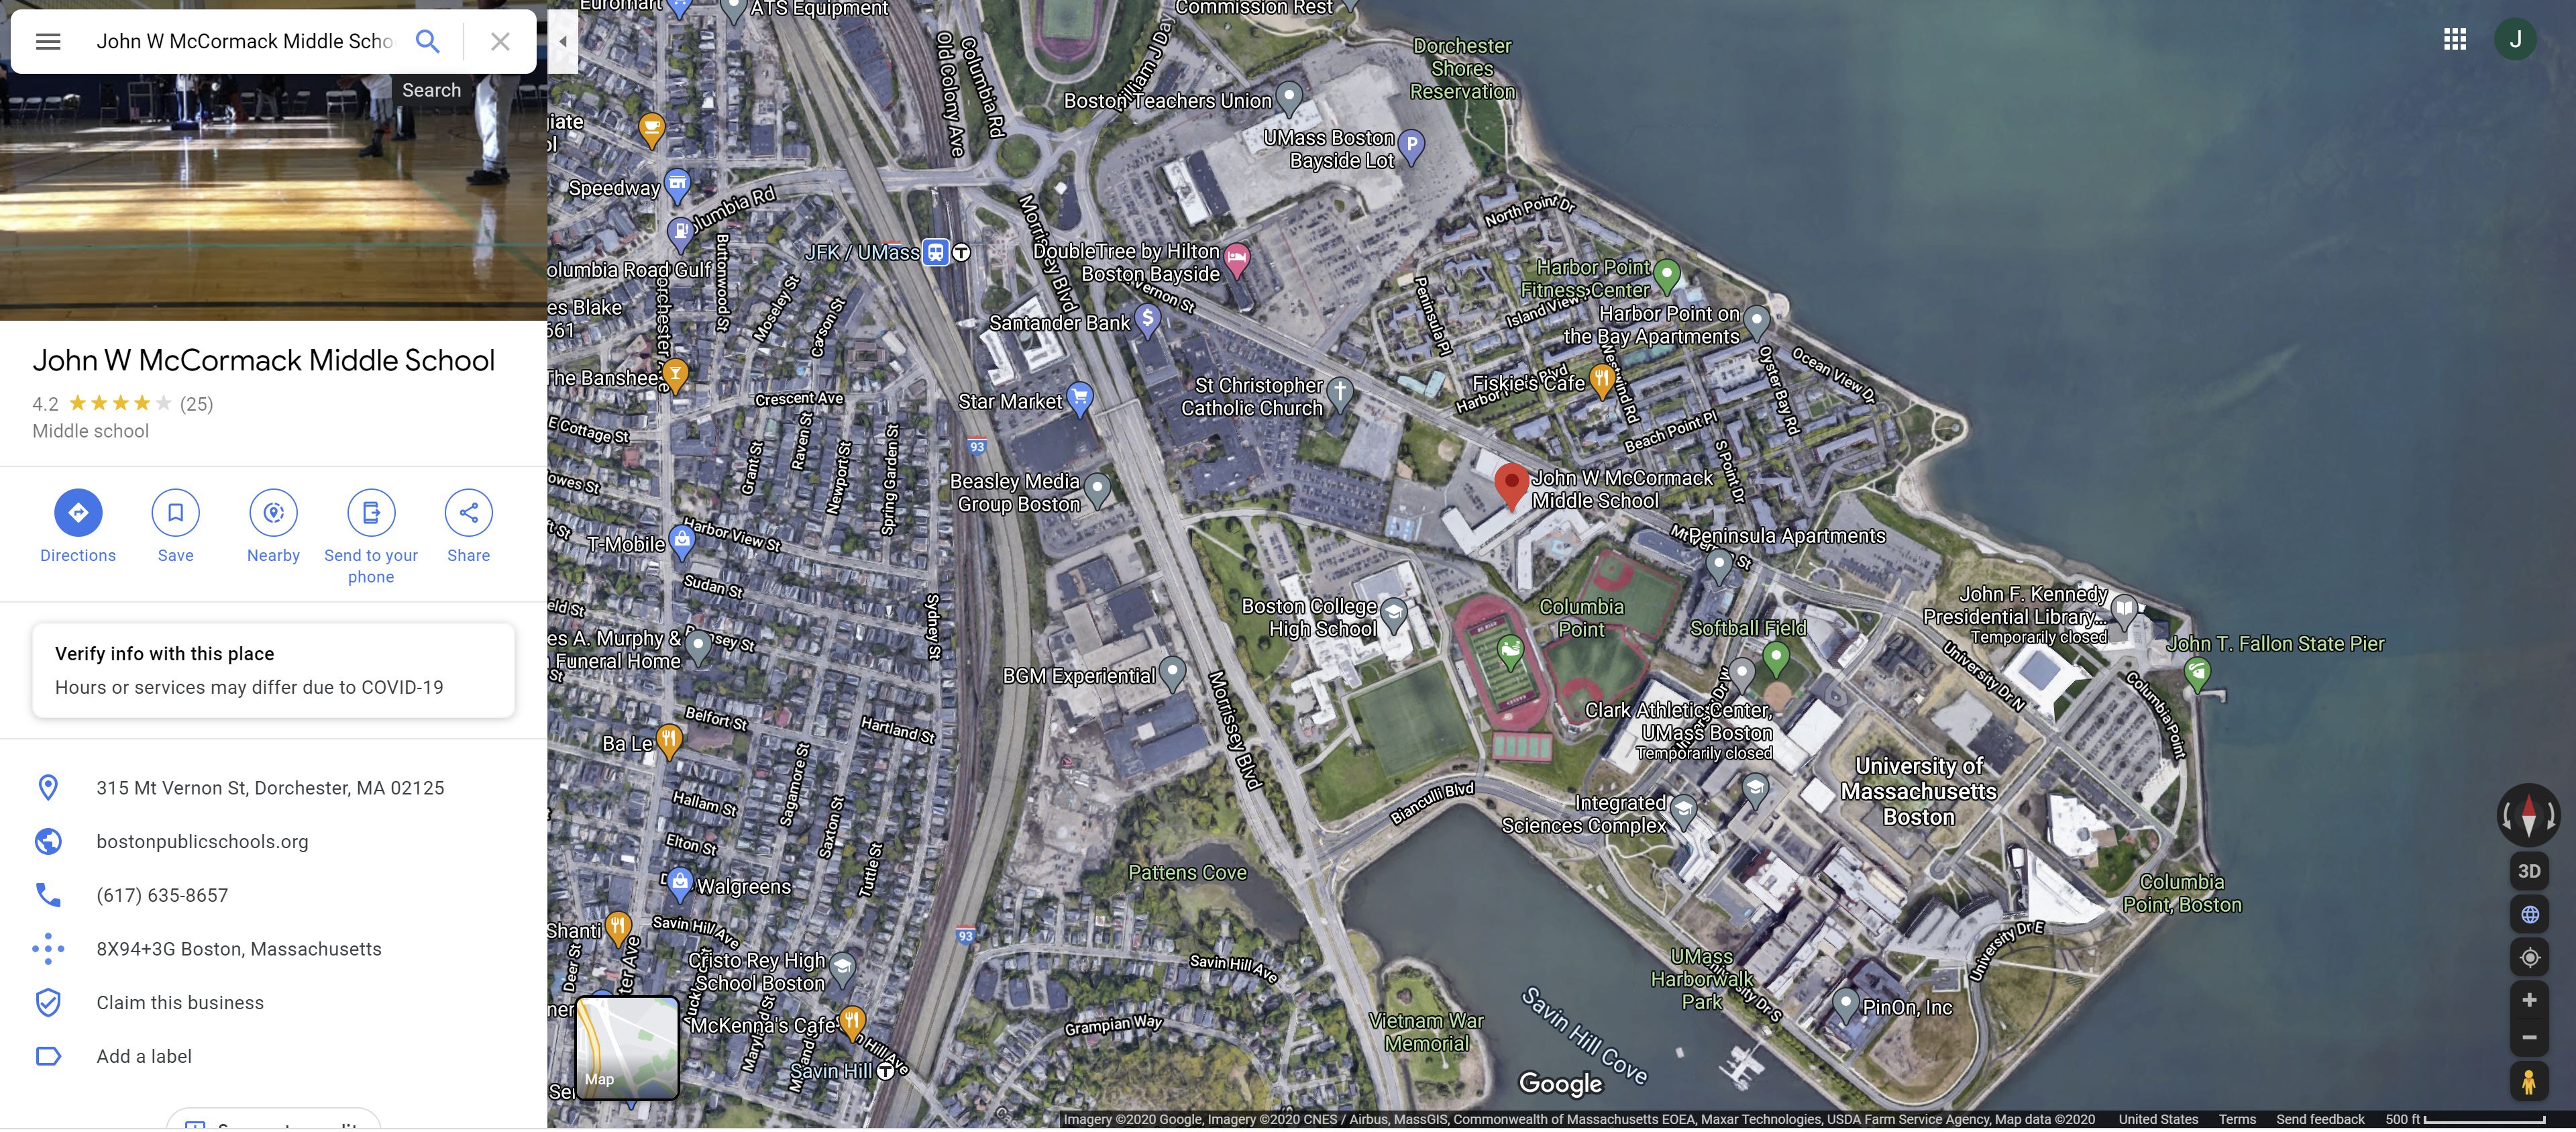 John W McCormack Middle Scho
Search
John W McCormack Middle School
4.2 (25)
Middle school
Directions
Save
Nearby
Send to your
phone
Share
Verify info with this place
Hours or services may differ due to COVID-19
315 Mt Vernon St, Dorchester, MA 02125
bostonpublicschools.org
(617) 635-8657
8X94+3G Boston, Massachusetts
Claim this business
Add a label
Euromart
ATS Equipment
Commission Rest
William J Day
Old Colony Ave
Columbia Rd
Dorchester
Shores
Reservation
Boston Teachers Union
UMass Boston
Bayside Lot
P
Speedway
Columbia Rd
Morrissey Blvd
North Point Dr
JFK / UMass
T
DoubleTree by Hilton
Boston Bayside
Vernon St
olumbia Road Gulf
Buttonwood St
Moseley St
Carson St
es Blake
661
Santander Bank
Peninsula Pl
Harbor Point
Fitness Center
Island View
Harbor Point on
the Bay Apartments
Ocean View Dr
Oyster Bay Rd
The Banshee
Crescent Ave
Star Market
St Christopher
Catholic Church
Fiskie's Cafe
Westwind Rd
Beach Point Pl
S Point Dr
E Cottage St
Grant St
Raven St
Newport St
Spring Garden St
93
owes St
Beasley Media
Group Boston
John W McCormack
Middle School
T-Mobile
Harbor View St
Peninsula Apartments
Sudan St
Sydney St
Boston College
High School
Columbia
Point
Softball Field
John F. Kennedy
Presidential Library...
Temporarily closed
John T. Fallon State Pier
es A. Murphy &
Funeral Home
BGM Experiential
Morrissey Blvd
University Dr N
Columbia Point
Belfort St
Hartland St
Ba Le
Clark Athletic Center,
UMass Boston
Temporarily closed
University of
Massachusetts
Boston
Hallam St
Sagamore St
Saxton St
Bianculli Blvd
Integrated
Sciences Complex
Elton St
Tuttle St
Walgreens
Pattens Cove
Columbia
Point, Boston
Shanti
Savin Hill Ave
93
Deer St
Cristo Rey High
School Boston
Savin Hill Ave
University Dr E
UMass
Harborwalk
Park
PinOn, Inc
McKenna's Cafe
Grampian Way
Vietnam War
Memorial
Savin Hill Cove
Savin Hill
T
Map
Google
J
3D
Imagery ©2020 Google, Imagery ©2020 CNES / Airbus, MassGIS, Commonwealth of Massachusetts EOEA, Maxar Technologies, USDA Farm Service Agency, Map data ©2020
United States
Terms
Send feedback
500 ft